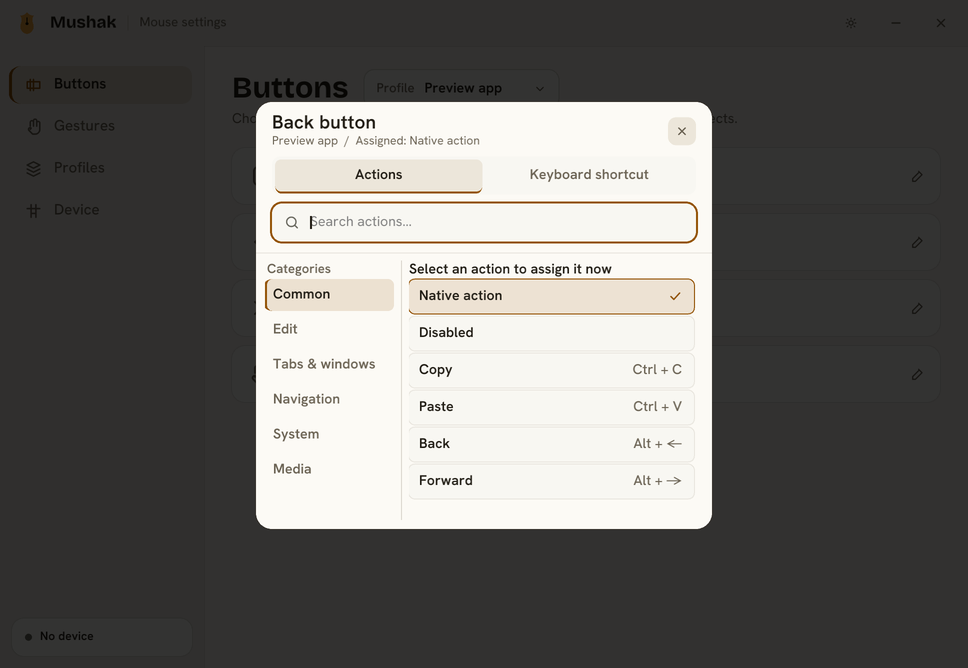 Mushak Mouse settings
Buttons
Gestures
Profiles
Device
No device
Buttons Profile Preview app
Cho ects.
Back button
Preview app / Assigned: Native action
Actions Keyboard shortcut
Search actions...
Categories
Common
Edit
Tabs & windows
Navigation
System
Media
Select an action to assign it now
Native action
Disabled
Copy Ctrl + C
Paste Ctrl + V
Back Alt + ←
Forward Alt + →